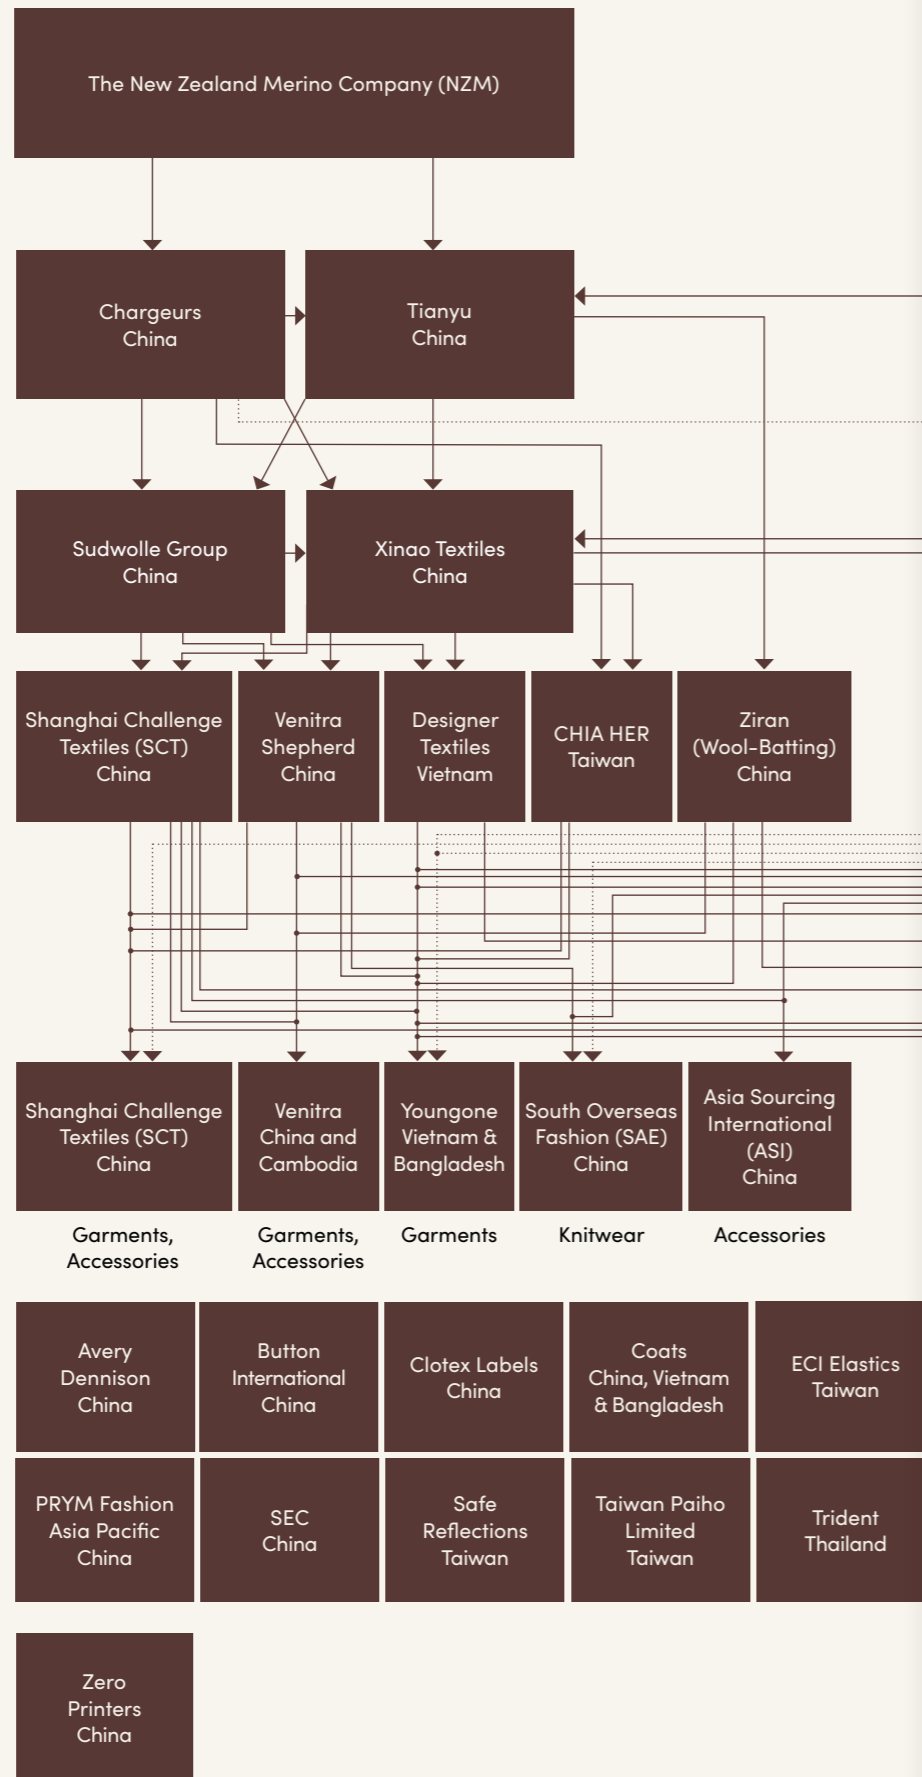 The New Zealand Merino Company (NZM)
Chargeurs
China
Tianyu
China
Sudwolle Group
China
Xinao Textiles
China
Shanghai Challenge
Textiles (SCT)
China
Venitra
Shepherd
China
Designer
Textiles
Vietnam
CHIA HER
Taiwan
Ziran
(Wool-Batting)
China
Shanghai Challenge
Textiles (SCT)
China
Venitra
China and
Cambodia
Youngone
Vietnam &
Bangladesh
South Overseas
Fashion (SAE)
China
Asia Sourcing
International
(ASI)
China
Garments,
Accessories
Garments,
Accessories
Garments
Knitwear
Accessories
Avery
Dennison
China
Button
International
China
Clotex Labels
China
Coats
China, Vietnam
& Bangladesh
ECI Elastics
Taiwan
PRYM Fashion
Asia Pacific
China
SEC
China
Safe
Reflections
Taiwan
Taiwan Paiho
Limited
Taiwan
Trident
Thailand
Zero
Printers
China